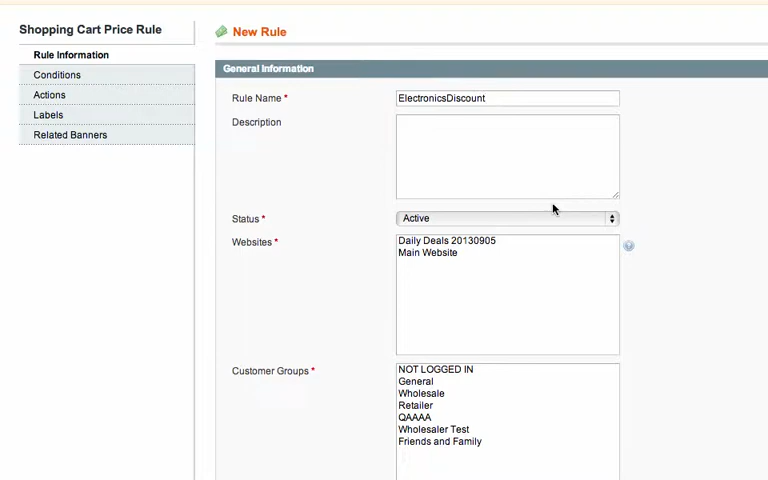 Shopping Cart Price Rule
Rule Information
Conditions
Actions
Labels
Related Banners
New Rule
General Information
Rule Name *
ElectronicsDiscount
Description
Status *
Active
Websites *
Daily Deals 20130905
Main Website
Customer Groups *
NOT LOGGED IN
General
Wholesale
Retailer
QAAAA
Wholesaler Test
Friends and Family